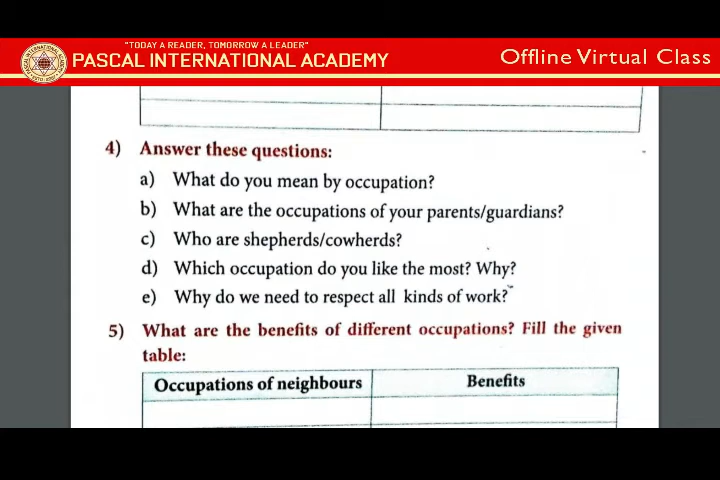 "TODAY A READER, TOMORROW A LEADER"
PASCAL INTERNATIONAL ACADEMY
Offline Virtual Class
4) Answer these questions:
a) What do you mean by occupation?
b) What are the occupations of your parents/guardians?
c) Who are shepherds/cowherds?
d) Which occupation do you like the most? Why?
e) Why do we need to respect all kinds of work?
5) What are the benefits of different occupations? Fill the given
table:
Occupations of neighbours Benefits